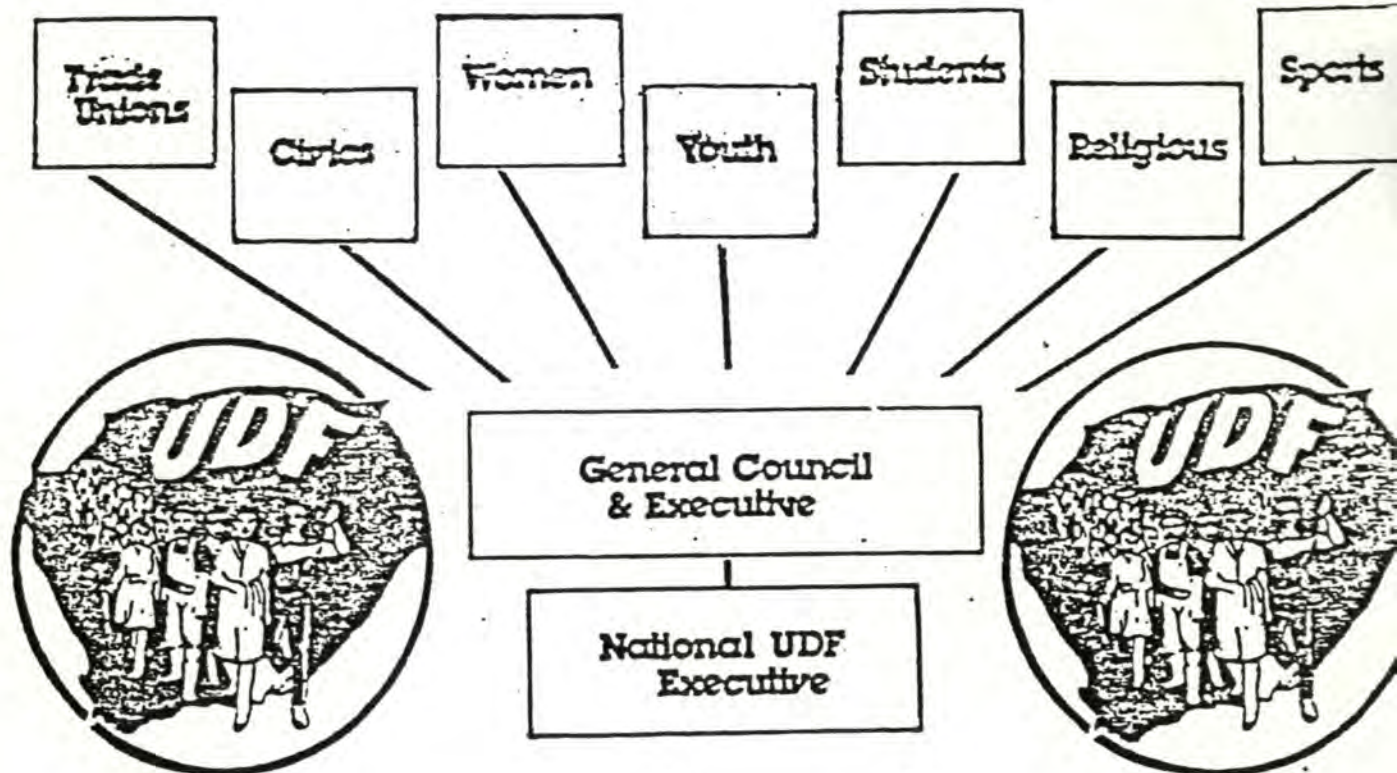 Trade
Unions
Civics
Women
Youth
Students
Religious
Sports
UDF
UDF
General Council
& Executive
National UDF
Executive